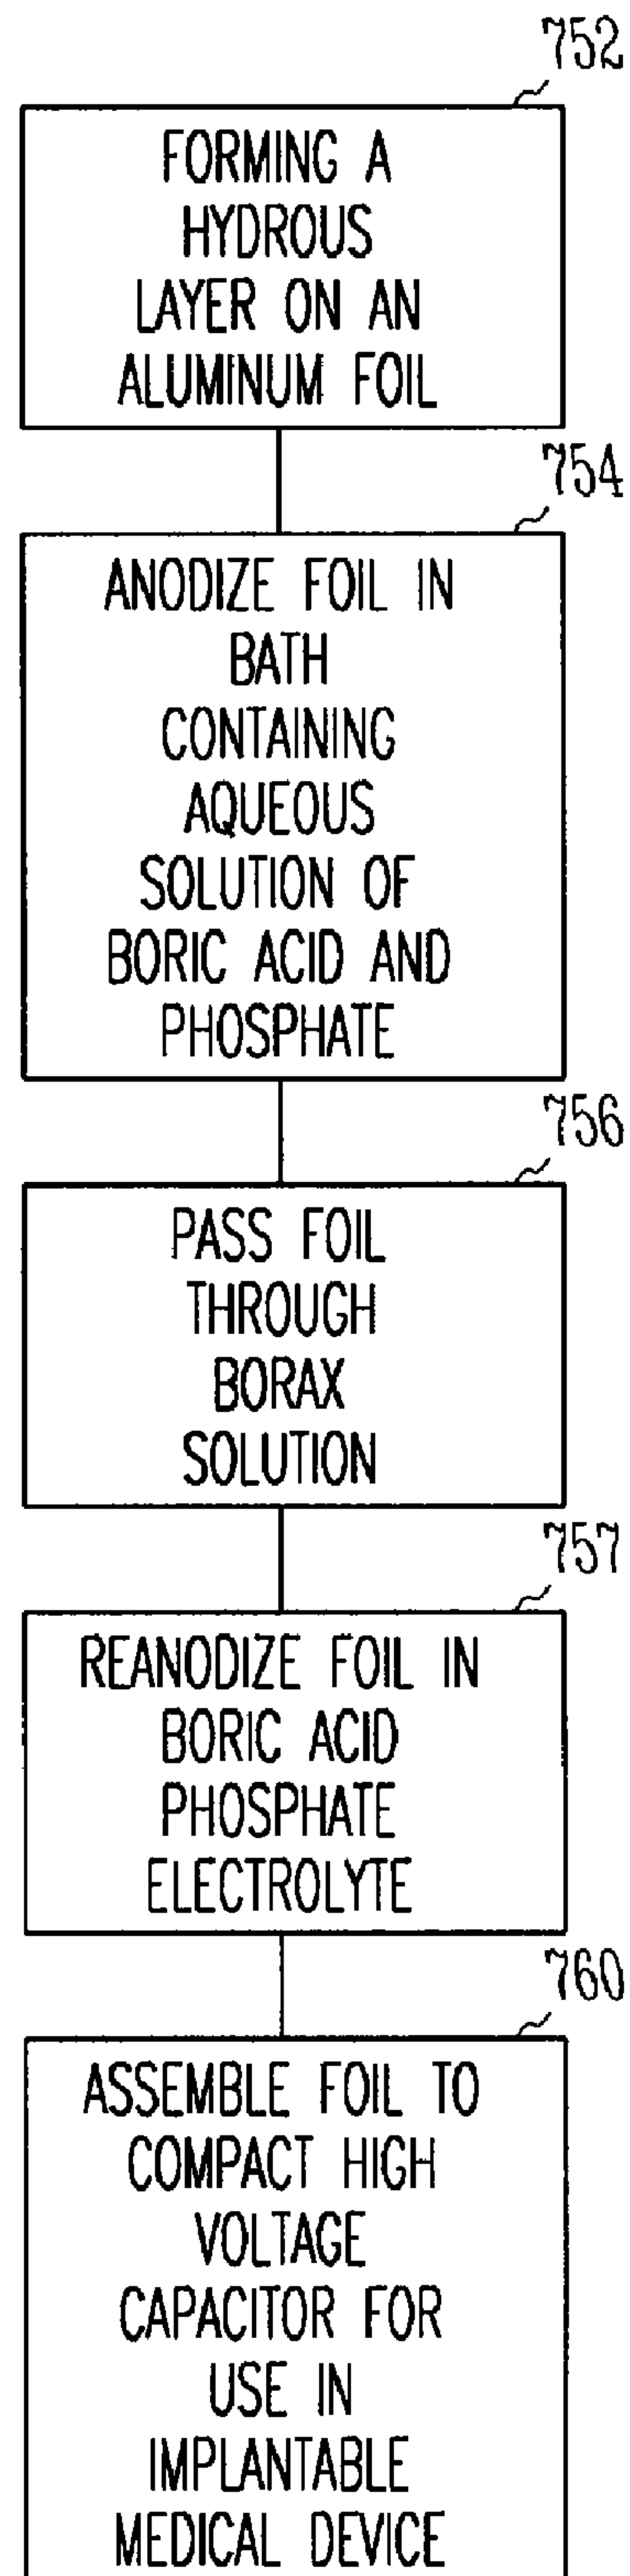 752
FORMING A
HYDROUS
LAYER ON AN
ALUMINUM FOIL
754
ANODIZE FOIL IN
BATH
CONTAINING
AQUEOUS
SOLUTION OF
BORIC ACID AND
PHOSPHATE
756
PASS FOIL
THROUGH
BORAX
SOLUTION
757
REANODIZE FOIL IN
BORIC ACID
PHOSPHATE
ELECTROLYTE
760
ASSEMBLE FOIL TO
COMPACT HIGH
VOLTAGE
CAPACITOR FOR
USE IN
IMPLANTABLE
MEDICAL DEVICE